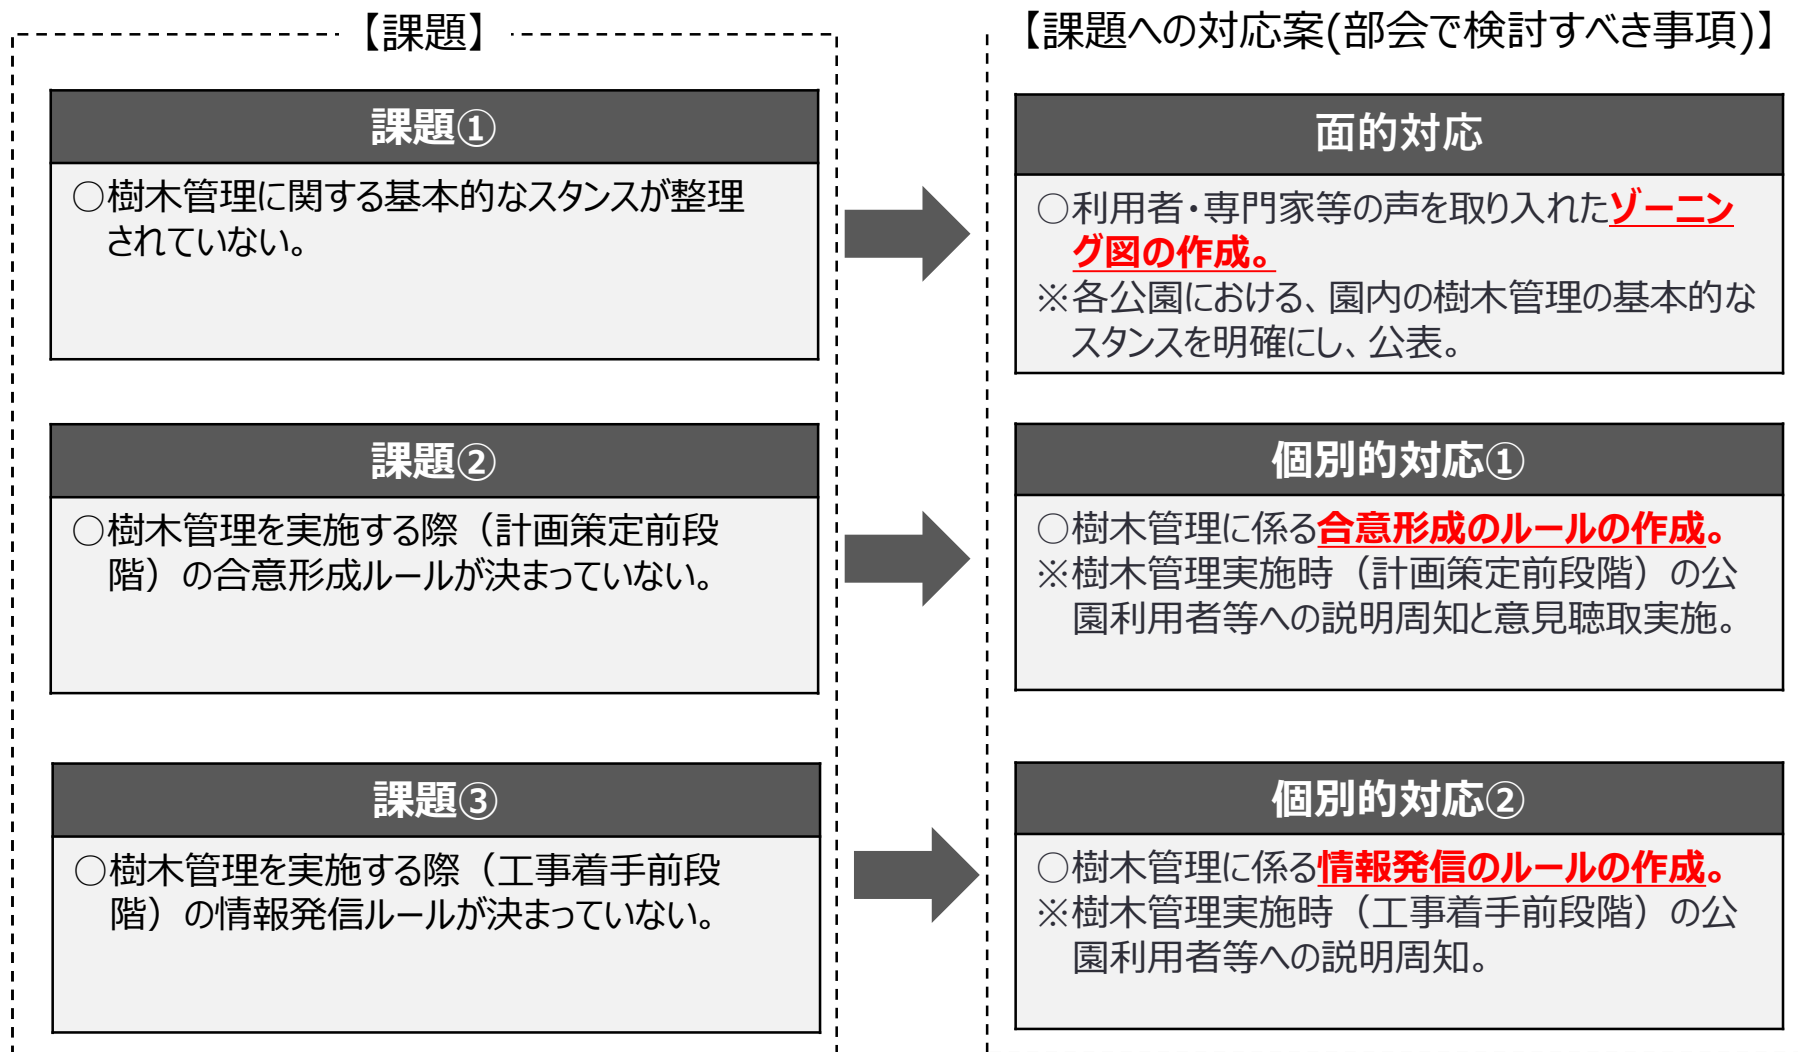 【課題】
課題①
○樹木管理に関する基本的なスタンスが整理
されていない。
課題②
○樹木管理を実施する際（計画策定前段
階）の合意形成ルールが決まっていない。
課題③
○樹木管理を実施する際（工事着手前段
階）の情報発信ルールが決まっていない。
【課題への対応案(部会で検討すべき事項)】
面的対応
○利用者・専門家等の声を取り入れたゾーニン
グ図の作成。
※各公園における、園内の樹木管理の基本的な
スタンスを明確にし、公表。
個別的対応①
○樹木管理に係る合意形成のルールの作成。
※樹木管理実施時（計画策定前段階）の公
園利用者等への説明周知と意見聴取実施。
個別的対応②
○樹木管理に係る情報発信のルールの作成。
※樹木管理実施時（工事着手前段階）の公
園利用者等への説明周知。